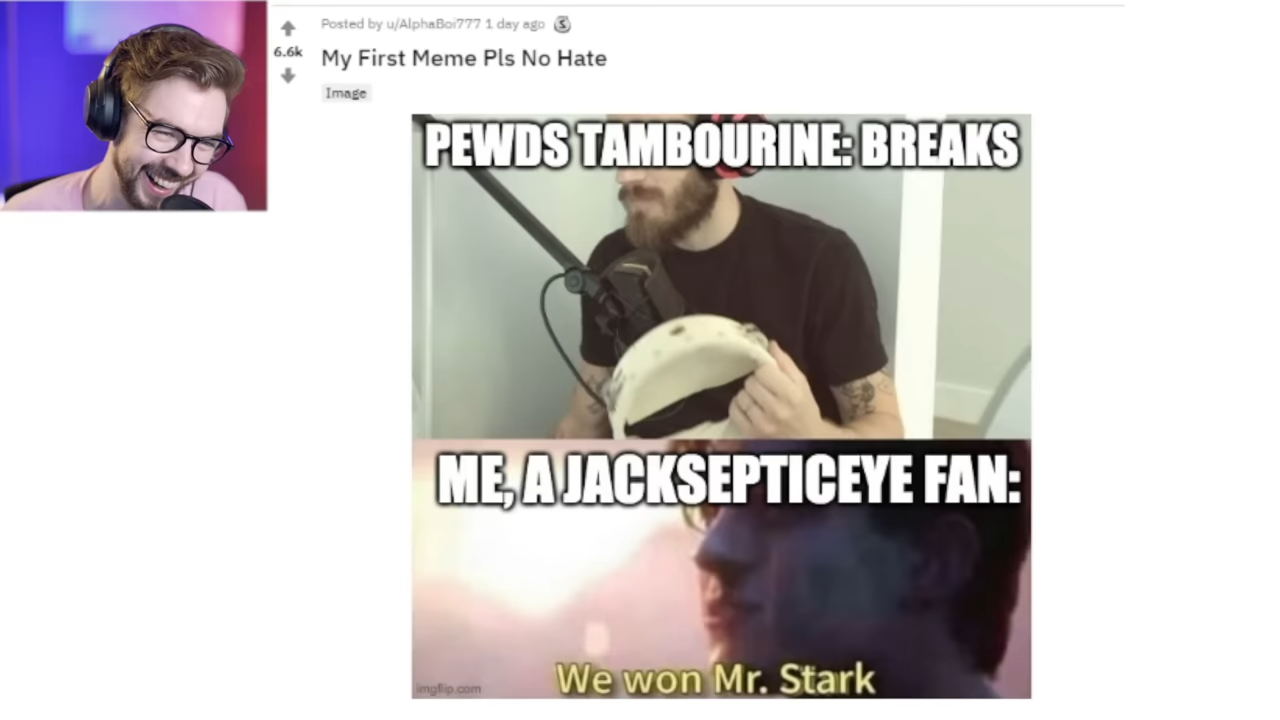 Posted by u/AlphaBoi777 1 day ago
6.6k
My First Meme Pls No Hate
Image
PEWDS TAMBOURINE: BREAKS
ME, A JACKSEPTICEYE FAN:
We won Mr. Stark
imgflip.com